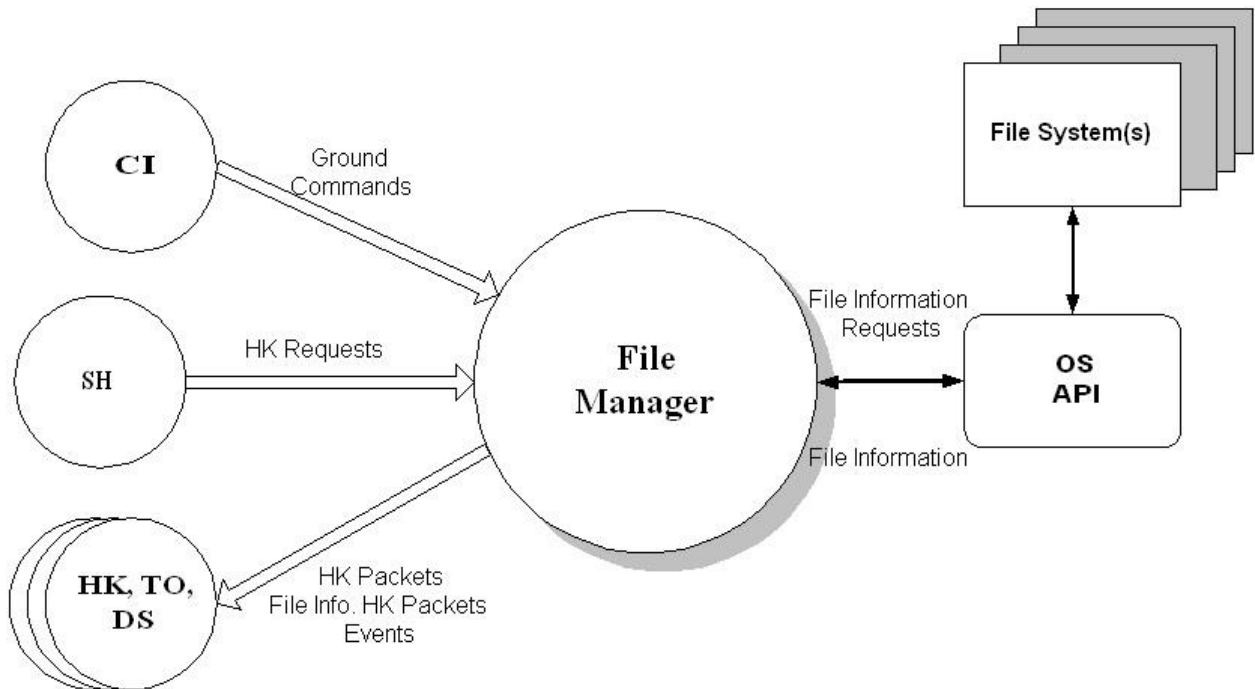 File System(s)
CI
Ground
Commands
File Information
Requests
HK Requests
SH
File
Manager
OS
API
File Information
HK, TO,
DS
HK Packets
File Info. HK Packets
Events